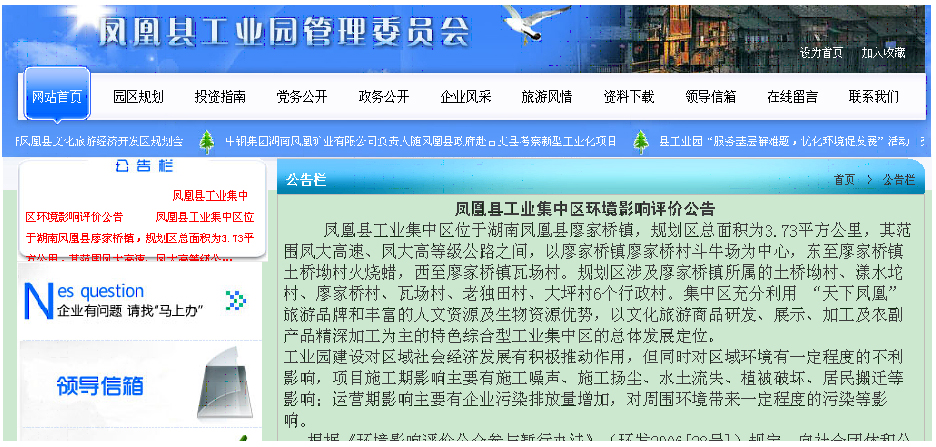 凤凰县工业园管理委员会
设为首页 加入收藏
网站首页 园区规划 投资指南 党务公开 政务公开 企业风采 旅游风情 资料下载 领导信箱 在线留言 联系我们
凤凰县文化旅游经济开发区规划会 中钢集团湖南凤凰矿业有限公司负责人随凤凰县政府赴 县考察新型工业化项目 县工业园“服务基层解难题，优化环境促发展”活动
公告栏
凤凰县工业集中
区环境影响评价公告 凤凰县工业集中区位
于湖南凤凰县廖家桥镇，规划区总面积为3.73平方公
里，其范围凤大高速、凤大高等级公...
Nes question
企业有问题 请找“马上办”
领导信箱
公告栏
首页 > 公告栏
凤凰县工业集中区环境影响评价公告
凤凰县工业集中区位于湖南凤凰县廖家桥镇，规划区总面积为3.73平方公里，其范
围凤大高速、凤大高等级公路之间，以廖家桥镇廖家桥村斗牛场为中心，东至廖家桥镇
土桥坳村火烧蜡，西至廖家桥镇瓦场村。规划区涉及廖家桥镇所属的土桥坳村、漾水坨
村、廖家桥村、瓦场村、老独田村、大坪村6个行政村。集中区充分利用 “天下凤凰”
旅游品牌和丰富的人文资源及生物资源优势，以文化旅游商品研发、展示、加工及农副
产品精深加工为主的特色综合型工业集中区的总体发展定位。
工业园建设对区域社会经济发展有积极推动作用，但同时对区域环境有一定程度的不利
影响，项目施工期影响主要有施工噪声、施工扬尘、水土流失、植被破坏、居民搬迁等
影响；运营期影响主要有企业污染排放量增加，对周围环境带来一定程度的污染等影
响。
根据《环境影响评价公众参与暂行办法》（环发2006[28号]）规定，向社会团体和公